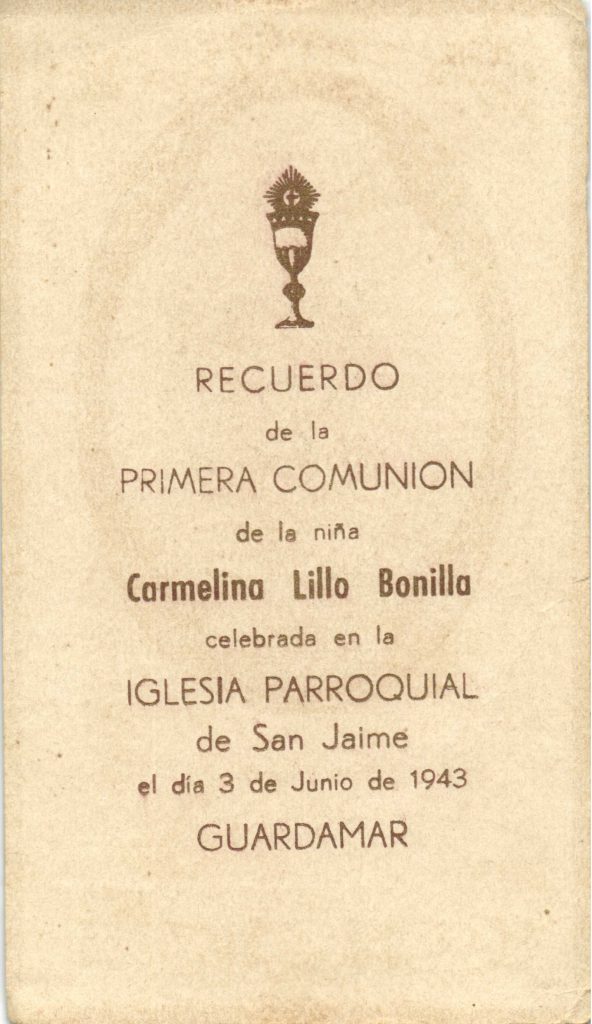 RECUERDO
de la
PRIMERA COMUNION
de la niña
Carmelina Lillo Bonilla
celebrada en la
IGLESIA PARROQUIAL
de San Jaime
el día 3 de Junio de 1943
GUARDAMAR